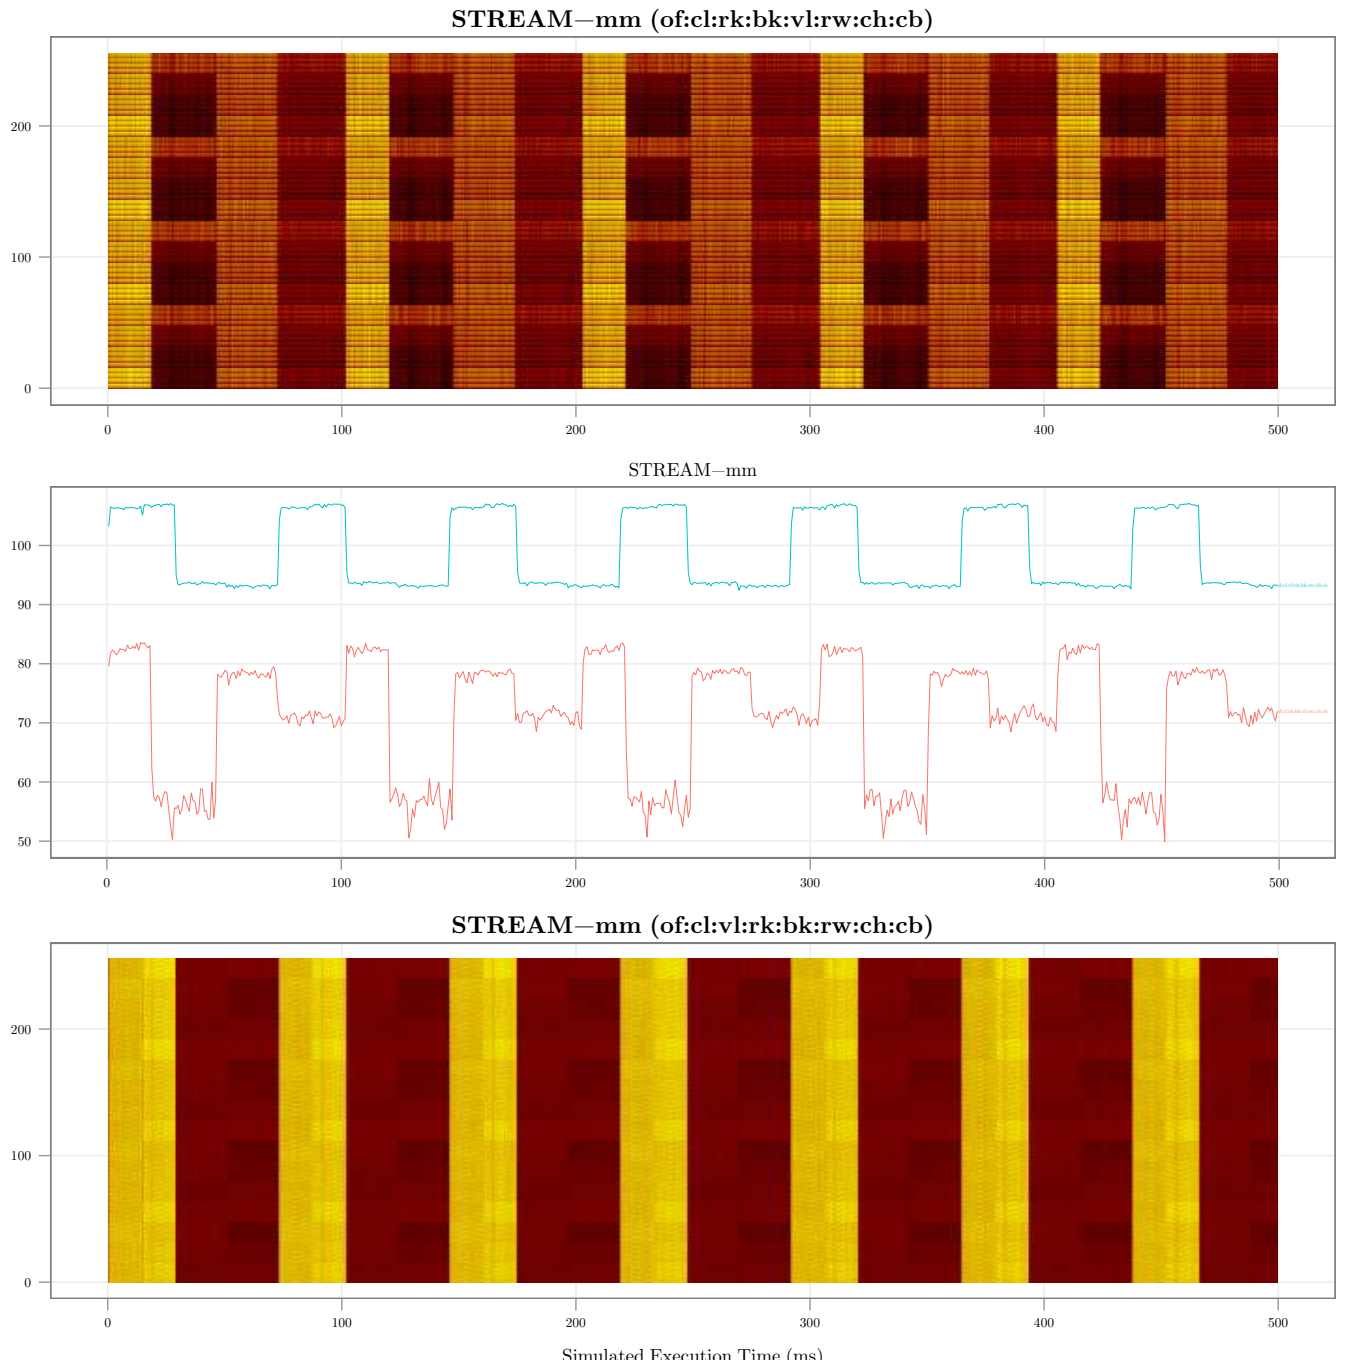 STREAM−mm (of:cl:rk:bk:vl:rw:ch:cb)
200
100
0
0 100 200 300 400 500
STREAM−mm
100
90
80
70
60
50
0 100 200 300 400 500
STREAM−mm (of:cl:vl:rk:bk:rw:ch:cb)
200
100
0
0 100 200 300 400 500
Simulated Execution Time (ms)